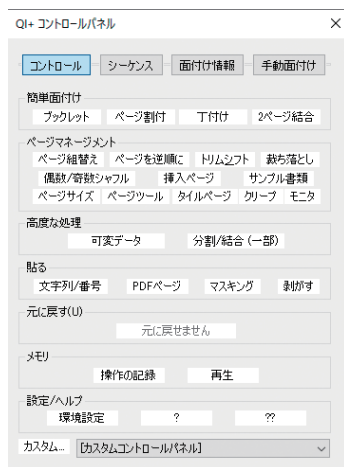 QI+ コントロールパネル ×
コントロール シーケンス 面付け情報 手動面付け
簡単面付け
ブックレット ページ割付 丁付け 2ページ結合
ページマネージメント
ページ組替え ページを逆順に トリムシフト 裁ち落とし
偶数/奇数シャフル 挿入ページ サンプル書類
ページサイズ ページツール タイルページ クリープ モニタ
高度な処理
可変データ 分割/結合 (一部)
貼る
文字列/番号 PDFページ マスキング 剥がす
元に戻す(U)
元に戻せません
メモリ
操作の記録 再生
設定/ヘルプ
環境設定 ? ??
カスタム... [カスタムコントロールパネル]